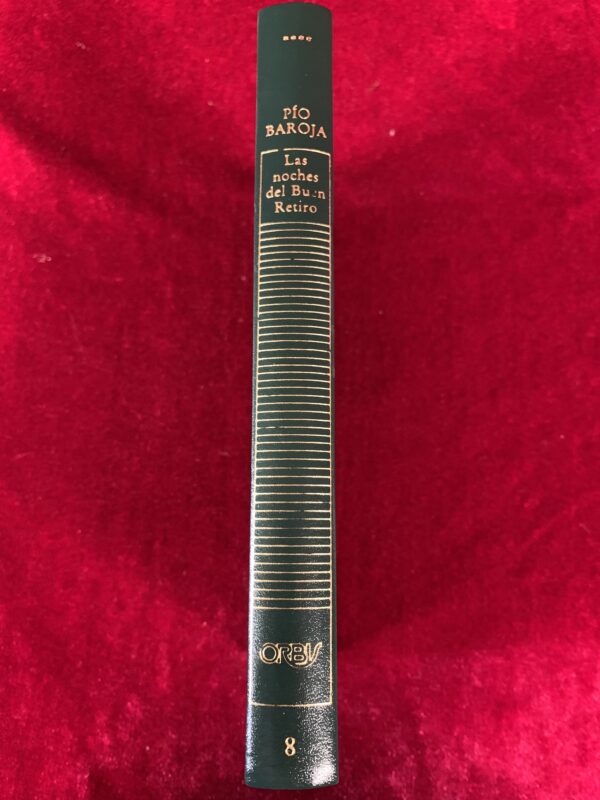 PÍO
BAROJA
Las
noches
del Buen
Retiro
ORBIS
8